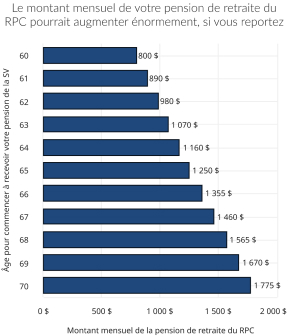 Le montant mensuel de votre pension de retraite du
RPC pourrait augmenter énormement, si vous reportez
Âge pour commencer à recevoir votre pension de la SV
60 800 $
61 890 $
62 980 $
63 1 070 $
64 1 160 $
65 1 250 $
66 1 355 $
67 1 460 $
68 1 565 $
69 1 670 $
70 1 775 $
0 $ 500 $ 1 000 $ 1 500 $ 2 000 $
Montant mensuel de la pension de retraite du RPC